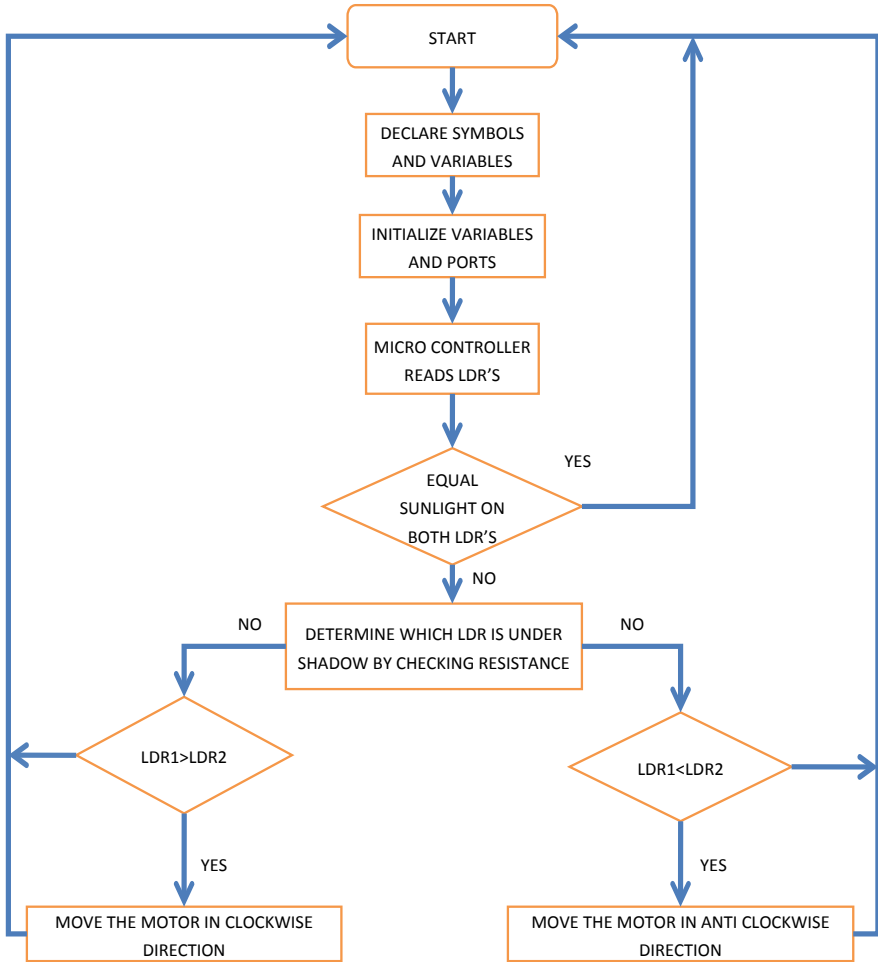 START
DECLARE SYMBOLS
AND VARIABLES
INITIALIZE VARIABLES
AND PORTS
MICRO CONTROLLER
READS LDR'S
YES
EQUAL
SUNLIGHT ON
BOTH LDR'S
NO
NO
DETERMINE WHICH LDR IS UNDER
SHADOW BY CHECKING RESISTANCE
NO
LDR1>LDR2
LDR1<LDR2
YES
YES
MOVE THE MOTOR IN CLOCKWISE
DIRECTION
MOVE THE MOTOR IN ANTI CLOCKWISE
DIRECTION